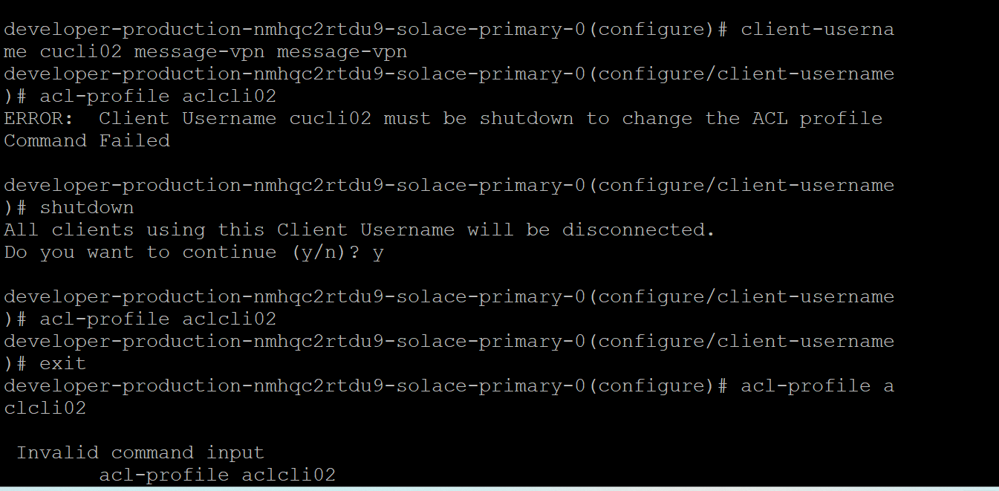 developer-production-nmhqc2rtdu9-solace-primary-0(configure)# client-userna
me cucli02 message-vpn message-vpn
developer-production-nmhqc2rtdu9-solace-primary-0(configure/client-username
)# acl-profile aclcli02
ERROR:  Client Username cucli02 must be shutdown to change the ACL profile
Command Failed
developer-production-nmhqc2rtdu9-solace-primary-0(configure/client-username
)# shutdown
All clients using this Client Username will be disconnected.
Do you want to continue (y/n)? y
developer-production-nmhqc2rtdu9-solace-primary-0(configure/client-username
)# acl-profile aclcli02
developer-production-nmhqc2rtdu9-solace-primary-0(configure/client-username
)# exit
developer-production-nmhqc2rtdu9-solace-primary-0(configure)# acl-profile a
clcli02
Invalid command input
acl-profile aclcli02